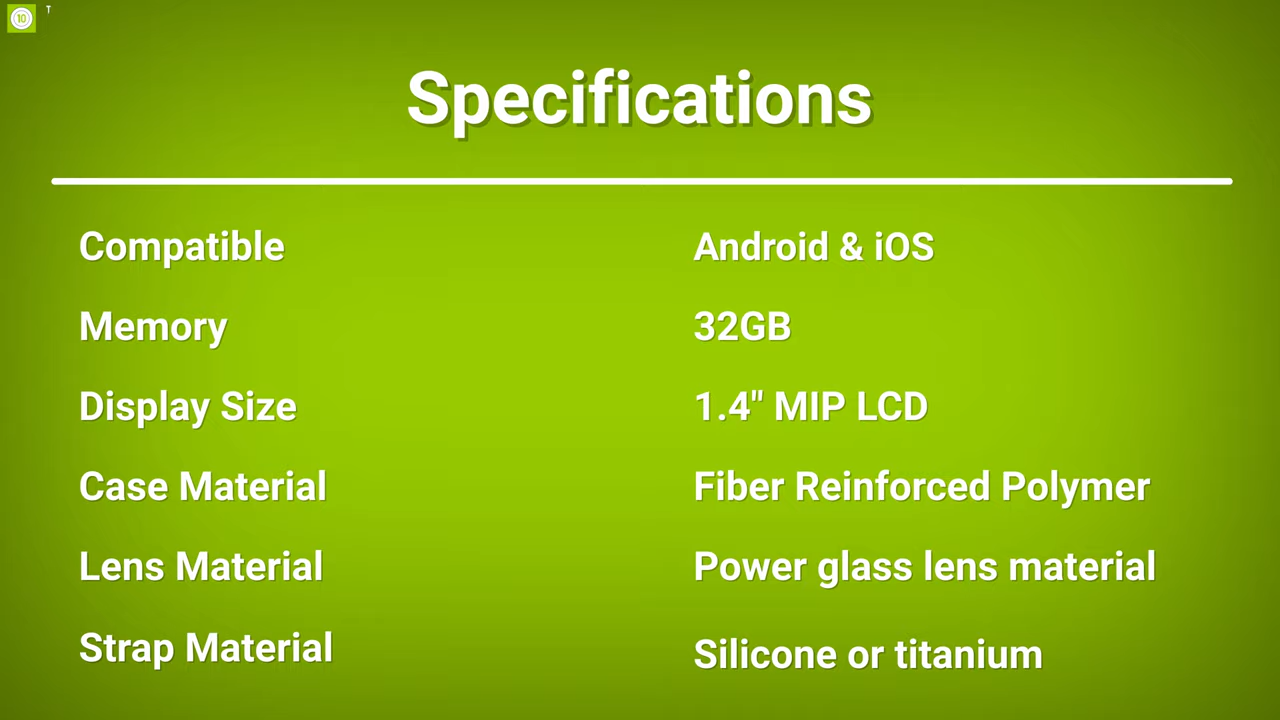 10
T
Specifications
Compatible Android & iOS
Memory 32GB
Display Size 1.4" MIP LCD
Case Material Fiber Reinforced Polymer
Lens Material Power glass lens material
Strap Material Silicone or titanium